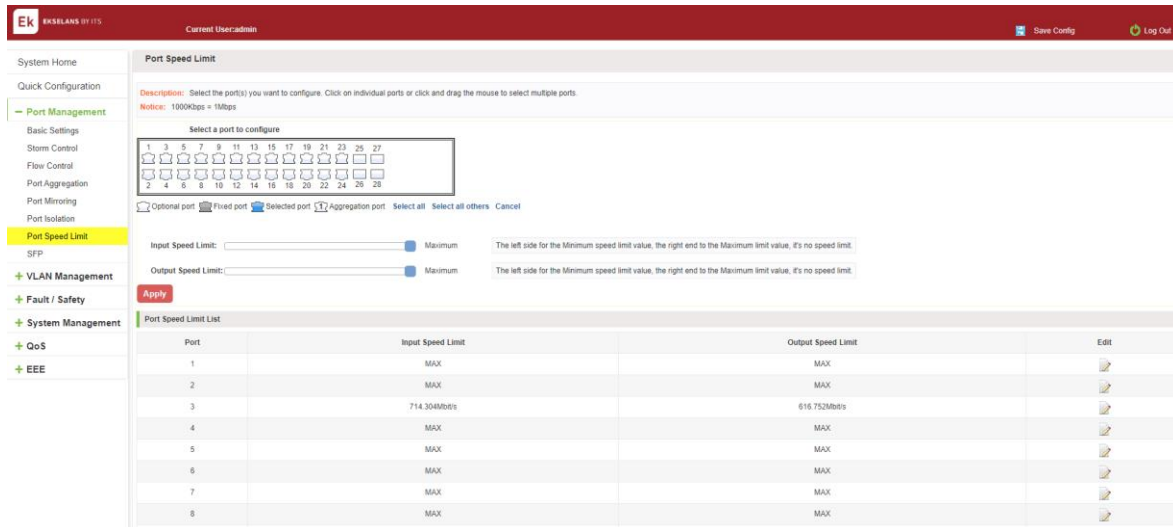 Ek EKSELANS BY ITS
Current User:admin
Save Config
Log Out
System Home
Quick Configuration
Port Management
Basic Settings
Storm Control
Flow Control
Port Aggregation
Port Mirroring
Port Isolation
Port Speed Limit
SFP
VLAN Management
Fault / Safety
System Management
QoS
EEE
Port Speed Limit
Description: Select the port(s) you want to configure. Click on individual ports or click and drag the mouse to select multiple ports.
Notice: 1000Kbps = 1Mbps
Select a port to configure
1 3 5 7 9 11 13 15 17 19 21 23 25 27
2 4 6 8 10 12 14 16 18 20 22 24 26 28
Optional port Fixed port Selected port 1 Aggregation port Select all Select all others Cancel
Input Speed Limit: Maximum The left side for the Minimum speed limit value, the right end to the Maximum limit value, it's no speed limit.
Output Speed Limit: Maximum The left side for the Minimum speed limit value, the right end to the Maximum limit value, it's no speed limit.
Apply
Port Speed Limit List
Port Input Speed Limit Output Speed Limit Edit
1 MAX MAX
2 MAX MAX
3 714.304Mbit/s 616.752Mbit/s
4 MAX MAX
5 MAX MAX
6 MAX MAX
7 MAX MAX
8 MAX MAX